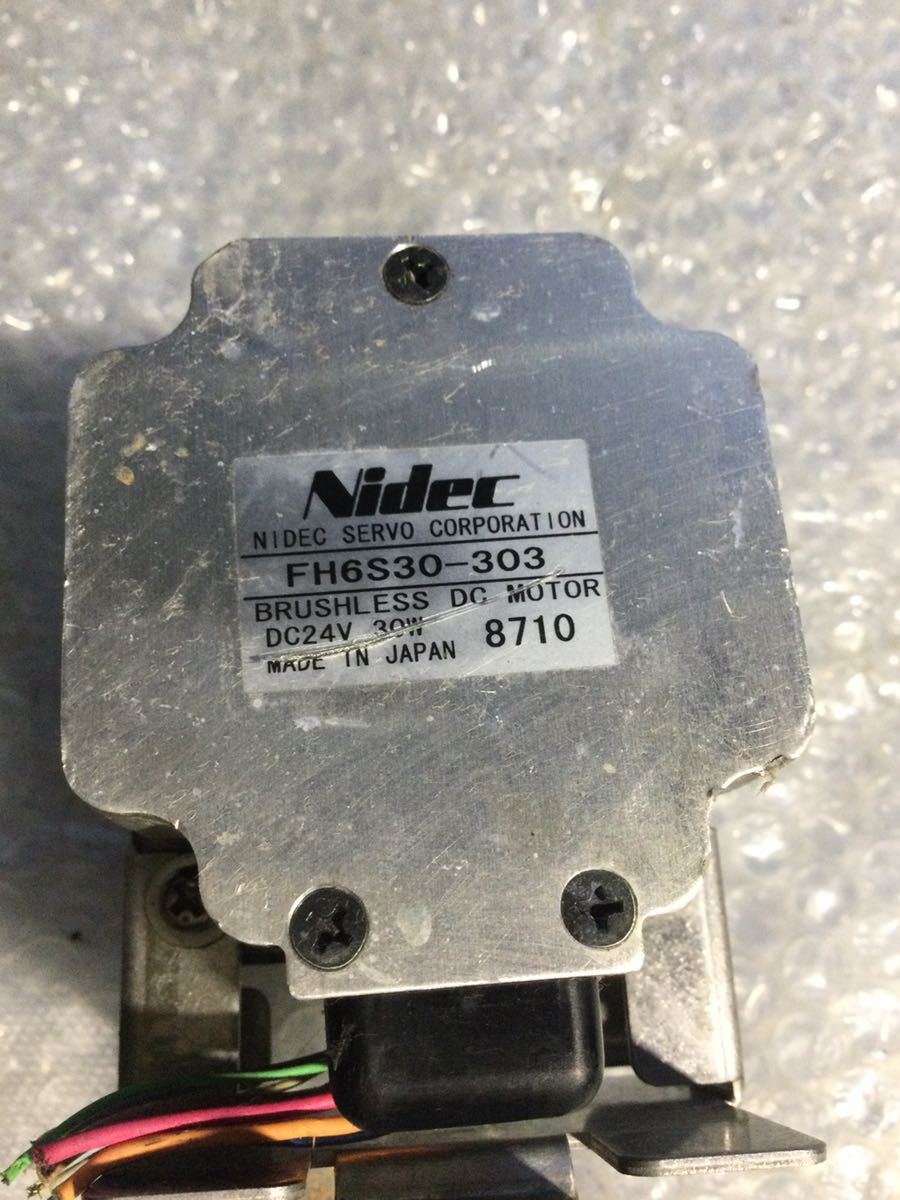 Nidec
NIDEC SERVO CORPORATION
FH6S30-303
BRUSHLESS DC MOTOR
DC24V 30W
MADE IN JAPAN 8710